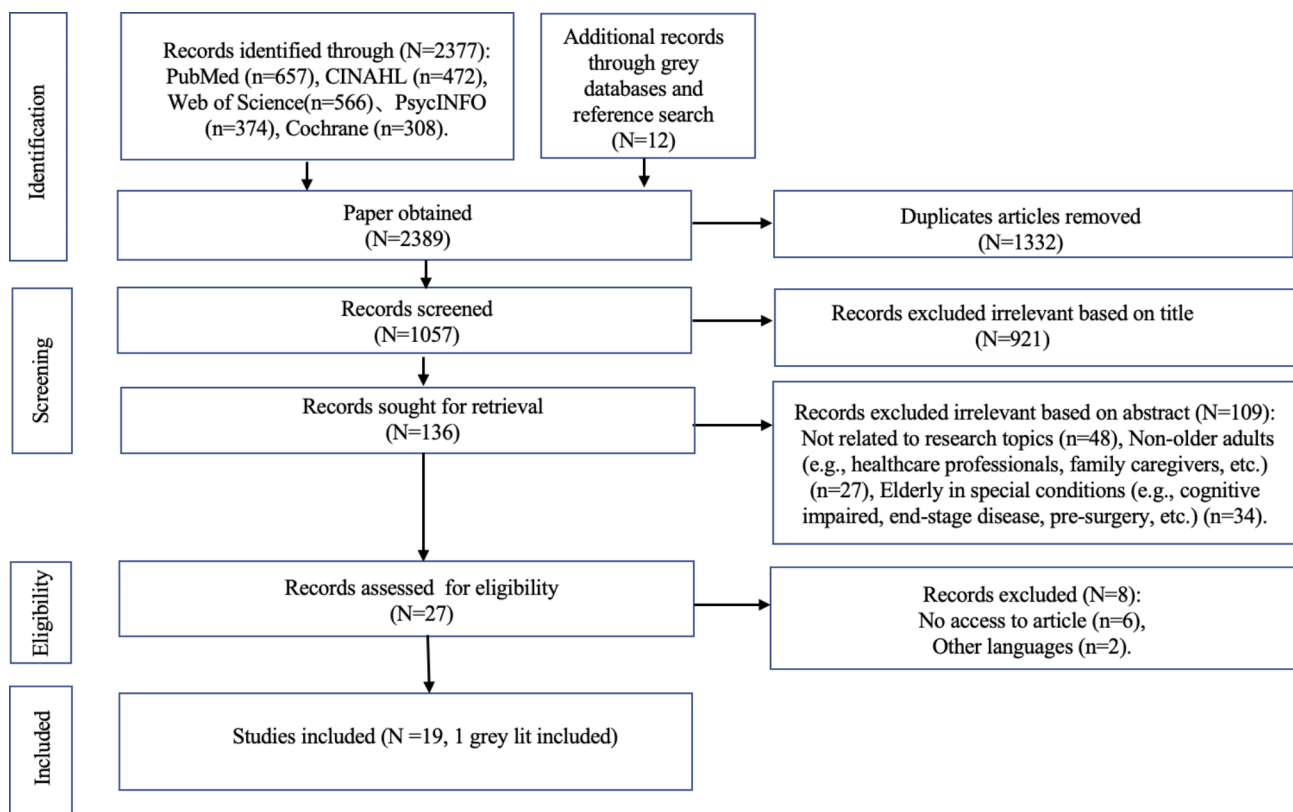 Identification
Records identified through (N=2377):
PubMed (n=657), CINAHL (n=472),
Web of Science(n=566)、PsycINFO
(n=374), Cochrane (n=308).
Additional records
through grey
databases and
reference search
(N=12)
Paper obtained
(N=2389)
Duplicates articles removed
(N=1332)
Screening
Records screened
(N=1057)
Records excluded irrelevant based on title
(N=921)
Records sought for retrieval
(N=136)
Records excluded irrelevant based on abstract (N=109):
Not related to research topics (n=48), Non-older adults
(e.g., healthcare professionals, family caregivers, etc.)
(n=27), Elderly in special conditions (e.g., cognitive
impaired, end-stage disease, pre-surgery, etc.) (n=34).
Eligibility
Records assessed for eligibility
(N=27)
Records excluded (N=8):
No access to article (n=6),
Other languages (n=2).
Included
Studies included (N =19, 1 grey lit included)